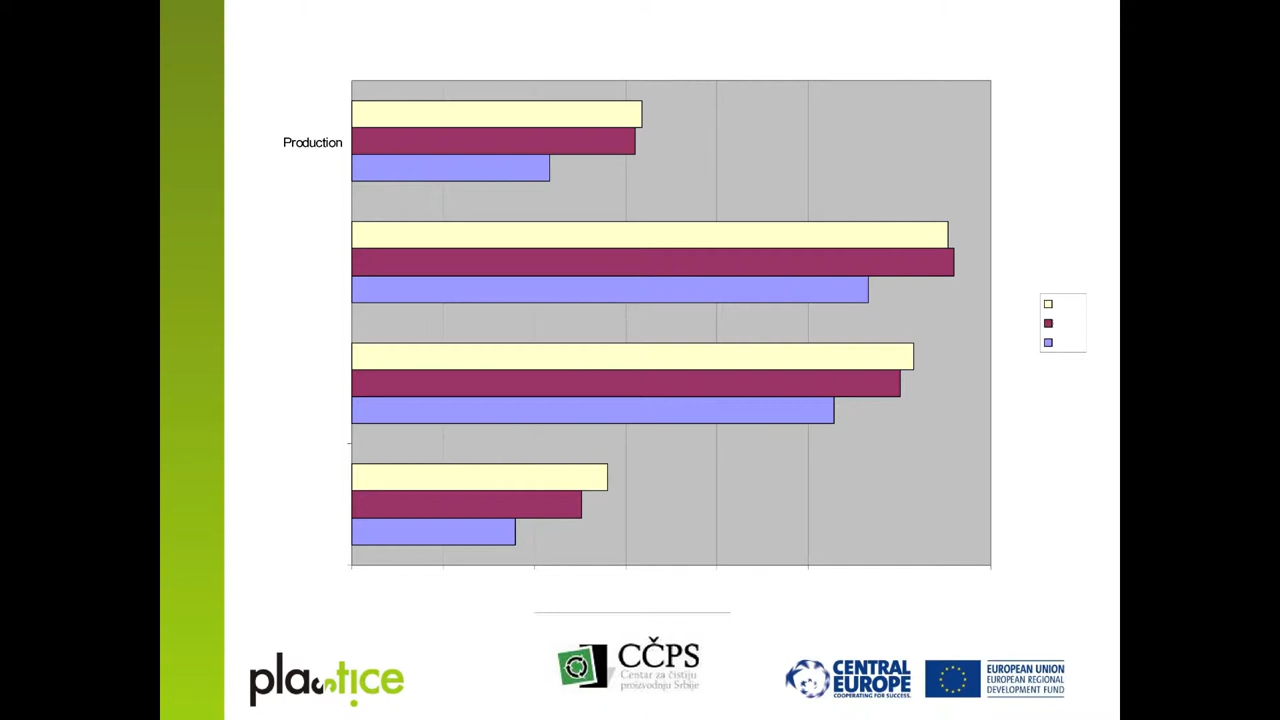 Production
plastice
CČPS
Centar za čistiju
proizvodnju Srbije
CENTRAL
EUROPE
COOPERATING FOR SUCCESS.
EUROPEAN UNION
EUROPEAN REGIONAL
DEVELOPMENT FUND